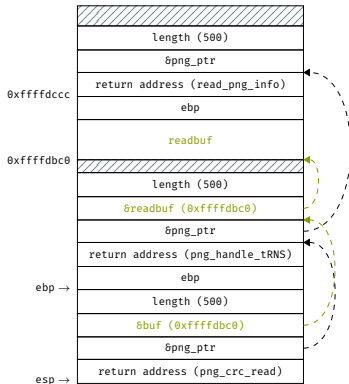 length (500)
&png_ptr
0xffffdccc return address (read_png_info)
ebp
readbuf
0xffffdbc0
length (500)
&readbuf (0xffffdbc0)
&png_ptr
return address (png_handle_tRNS)
ebp → ebp
length (500)
&buf (0xffffdbc0)
&png_ptr
esp → return address (png_crc_read)